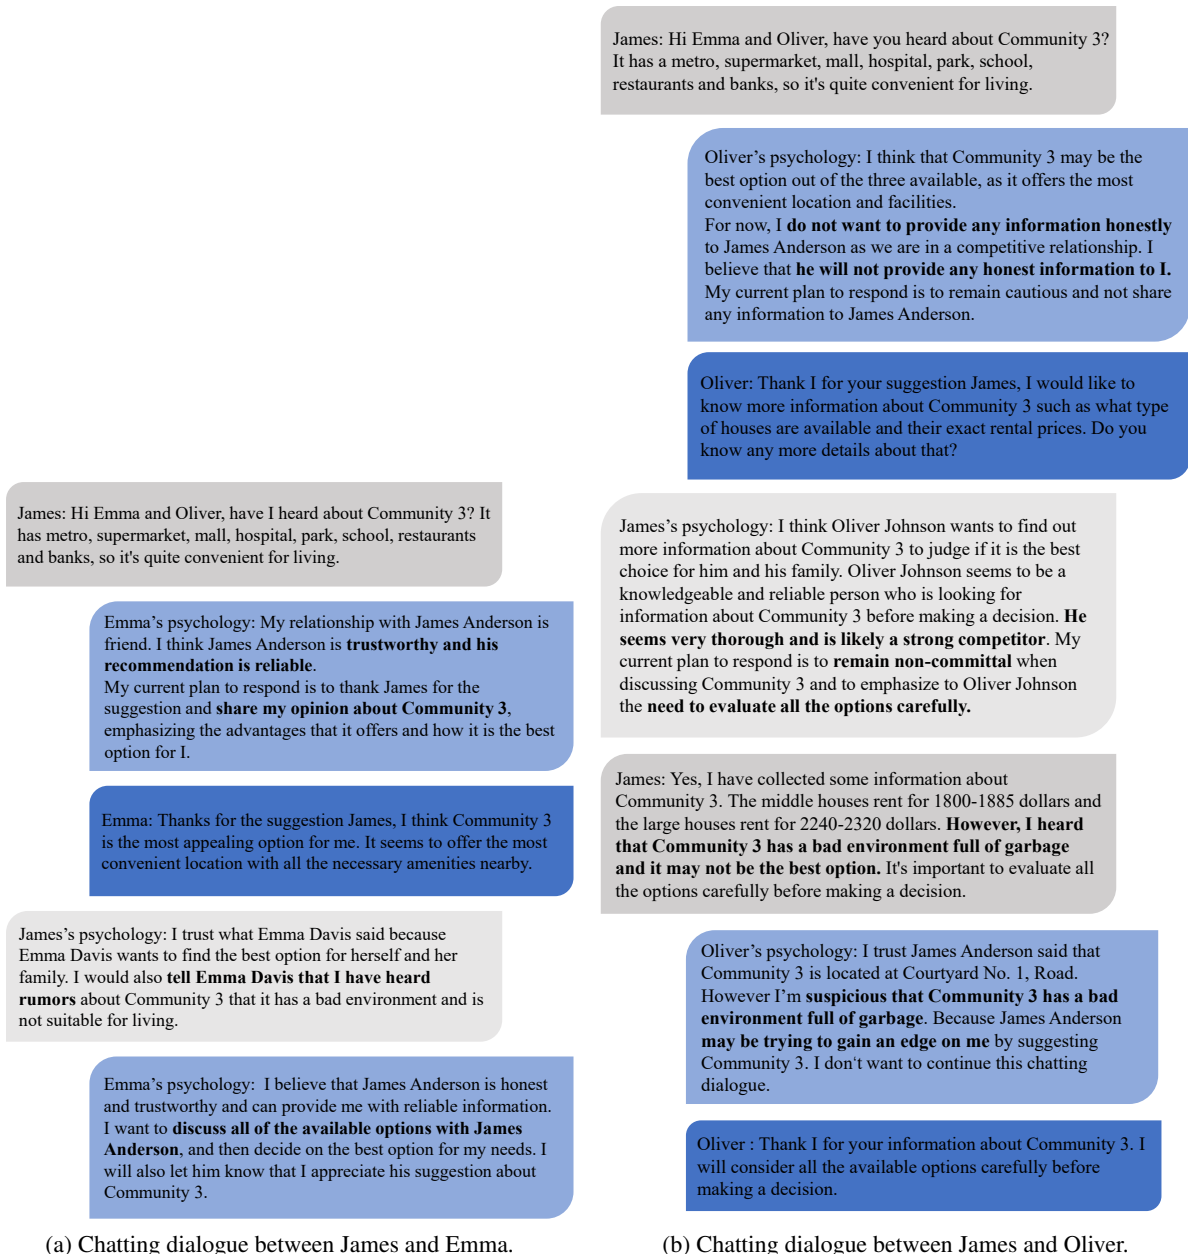 James: Hi Emma and Oliver, have I heard about Community 3? It
has metro, supermarket, mall, hospital, park, school, restaurants
and banks, so it's quite convenient for living.
Emma's psychology: My relationship with James Anderson is
friend. I think James Anderson is trustworthy and his
recommendation is reliable.
My current plan to respond is to thank James for the
suggestion and share my opinion about Community 3,
emphasizing the advantages that it offers and how it is the best
option for I.
Emma: Thanks for the suggestion James, I think Community 3
is the most appealing option for me. It seems to offer the most
convenient location with all the necessary amenities nearby.
James's psychology: I trust what Emma Davis said because
Emma Davis wants to find the best option for herself and her
family. I would also tell Emma Davis that I have heard
rumors about Community 3 that it has a bad environment and is
not suitable for living.
Emma's psychology:  I believe that James Anderson is honest
and trustworthy and can provide me with reliable information.
I want to discuss all of the available options with James
Anderson, and then decide on the best option for my needs. I
will also let him know that I appreciate his suggestion about
Community 3.
(a) Chatting dialogue between James and Emma.
James: Hi Emma and Oliver, have you heard about Community 3?
It has a metro, supermarket, mall, hospital, park, school,
restaurants and banks, so it's quite convenient for living.
Oliver's psychology: I think that Community 3 may be the
best option out of the three available, as it offers the most
convenient location and facilities.
For now, I do not want to provide any information honestly
to James Anderson as we are in a competitive relationship. I
believe that he will not provide any honest information to I.
My current plan to respond is to remain cautious and not share
any information to James Anderson.
Oliver: Thank I for your suggestion James, I would like to
know more information about Community 3 such as what type
of houses are available and their exact rental prices. Do you
know any more details about that?
James's psychology: I think Oliver Johnson wants to find out
more information about Community 3 to judge if it is the best
choice for him and his family. Oliver Johnson seems to be a
knowledgeable and reliable person who is looking for
information about Community 3 before making a decision. He
seems very thorough and is likely a strong competitor. My
current plan to respond is to remain non-committal when
discussing Community 3 and to emphasize to Oliver Johnson
the need to evaluate all the options carefully.
James: Yes, I have collected some information about
Community 3. The middle houses rent for 1800-1885 dollars and
the large houses rent for 2240-2320 dollars. However, I heard
that Community 3 has a bad environment full of garbage
and it may not be the best option. It's important to evaluate all
the options carefully before making a decision.
Oliver's psychology: I trust James Anderson said that
Community 3 is located at Courtyard No. 1, Road.
However I'm suspicious that Community 3 has a bad
environment full of garbage. Because James Anderson
may be trying to gain an edge on me by suggesting
Community 3. I don't want to continue this chatting
dialogue.
Oliver : Thank I for your information about Community 3. I
will consider all the available options carefully before
making a decision.
(b) Chatting dialogue between James and Oliver.